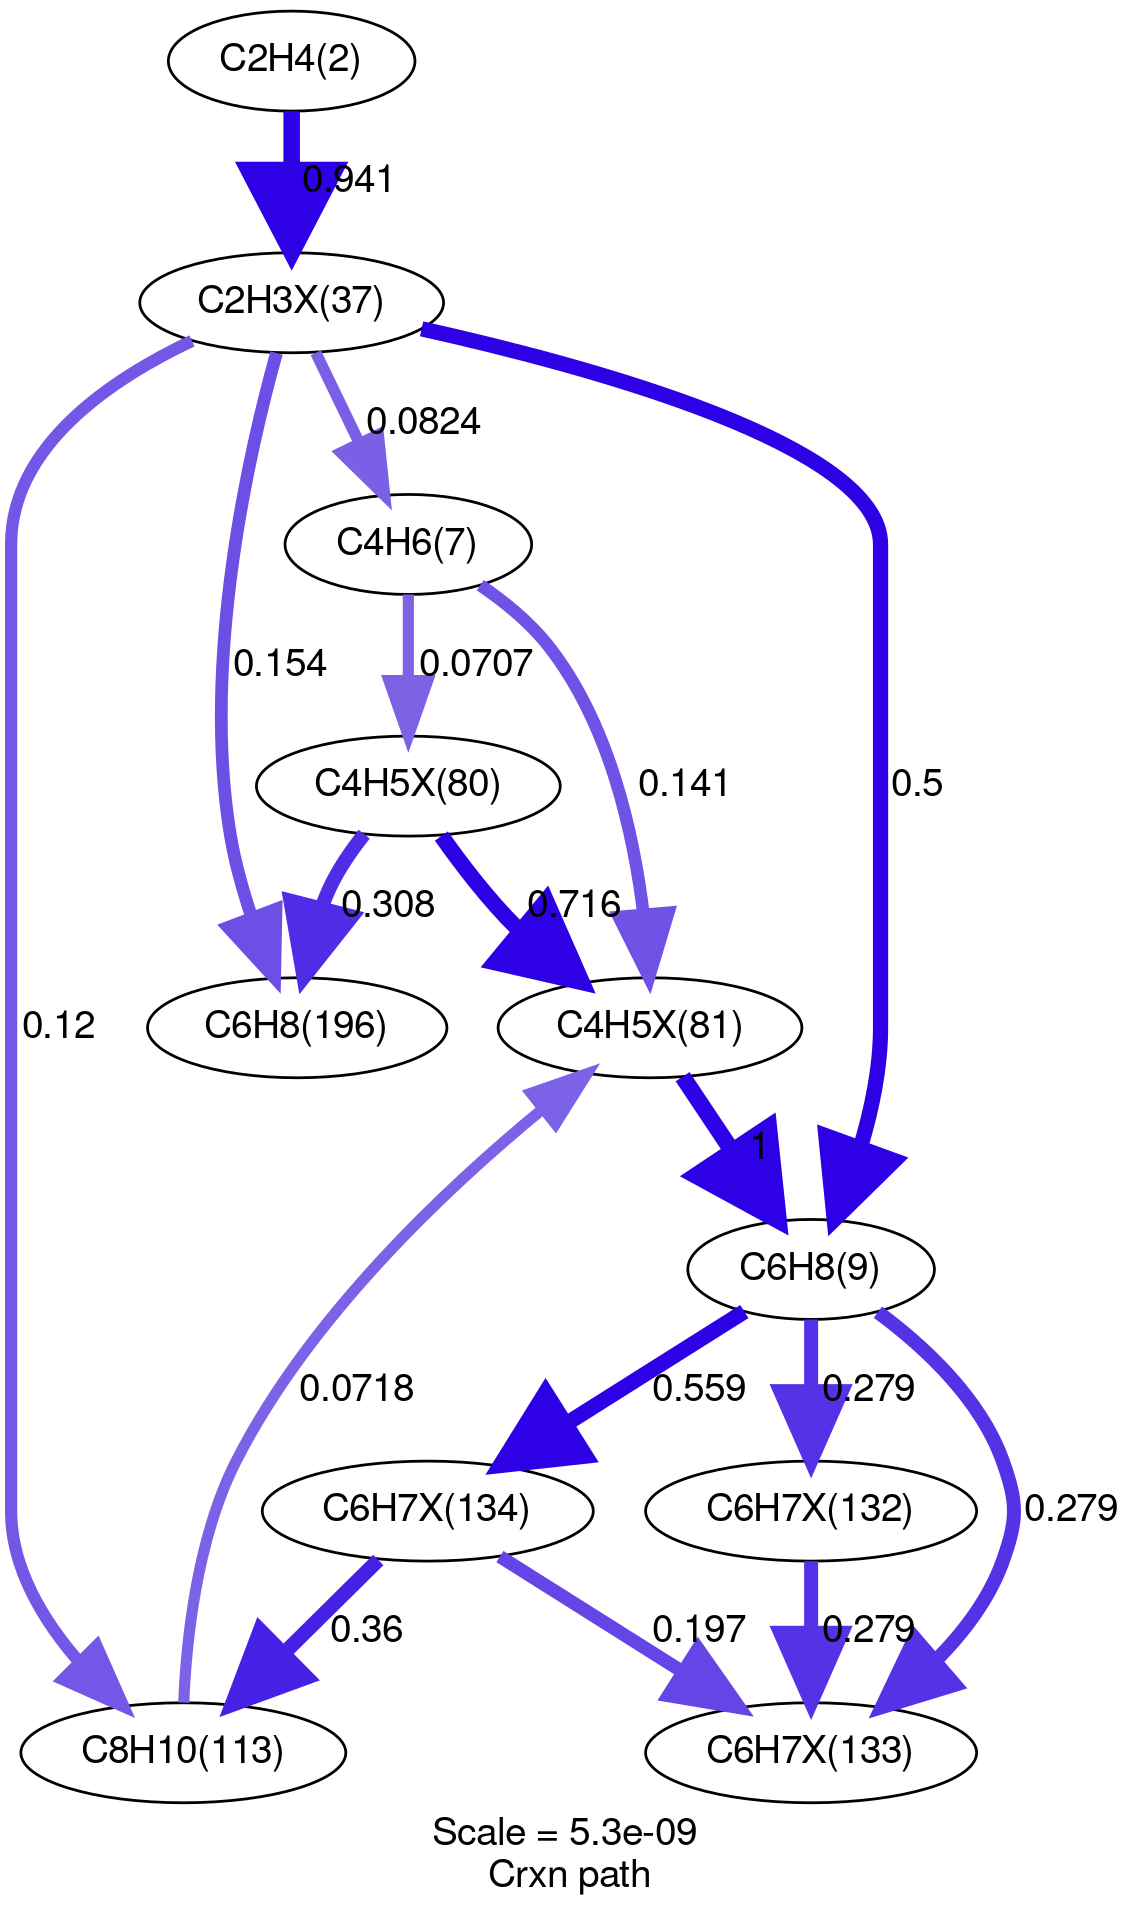 C2H4(2)
0.941
C2H3X(37)
0.0824
C4H6(7)
0.154
0.0707
C4H5X(80)
0.141
0.5
0.308
0.716
0.12
C6H8(196)
C4H5X(81)
1
C6H8(9)
0.0718
0.559
0.279
C6H7X(134)
C6H7X(132)
0.279
0.36
0.197
0.279
C8H10(113)
C6H7X(133)
Scale = 5.3e-09
Crxn path